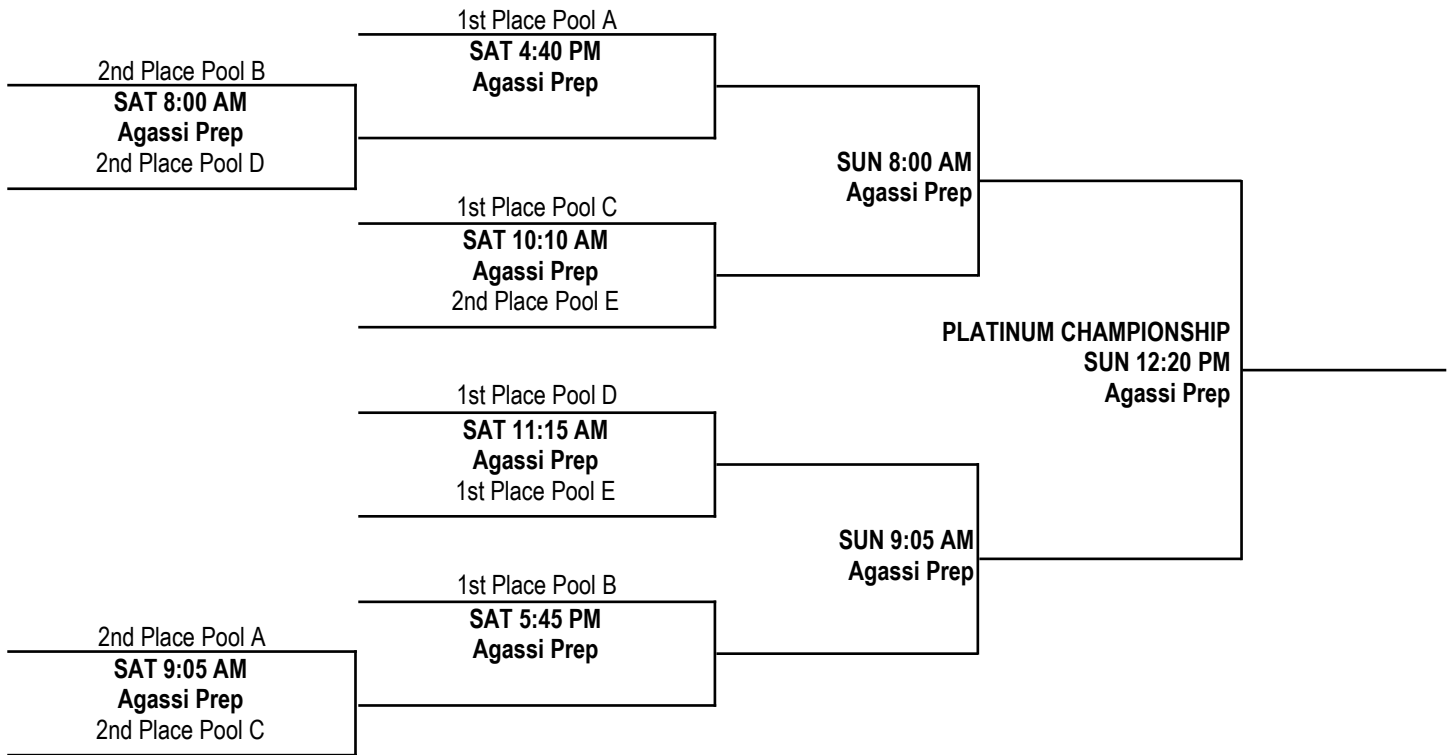 1st Place Pool A
SAT 4:40 PM
Agassi Prep
2nd Place Pool B
SAT 8:00 AM
Agassi Prep
2nd Place Pool D
SUN 8:00 AM
Agassi Prep
1st Place Pool C
SAT 10:10 AM
Agassi Prep
2nd Place Pool E
PLATINUM CHAMPIONSHIP
SUN 12:20 PM
Agassi Prep
1st Place Pool D
SAT 11:15 AM
Agassi Prep
1st Place Pool E
SUN 9:05 AM
Agassi Prep
1st Place Pool B
SAT 5:45 PM
Agassi Prep
2nd Place Pool A
SAT 9:05 AM
Agassi Prep
2nd Place Pool C